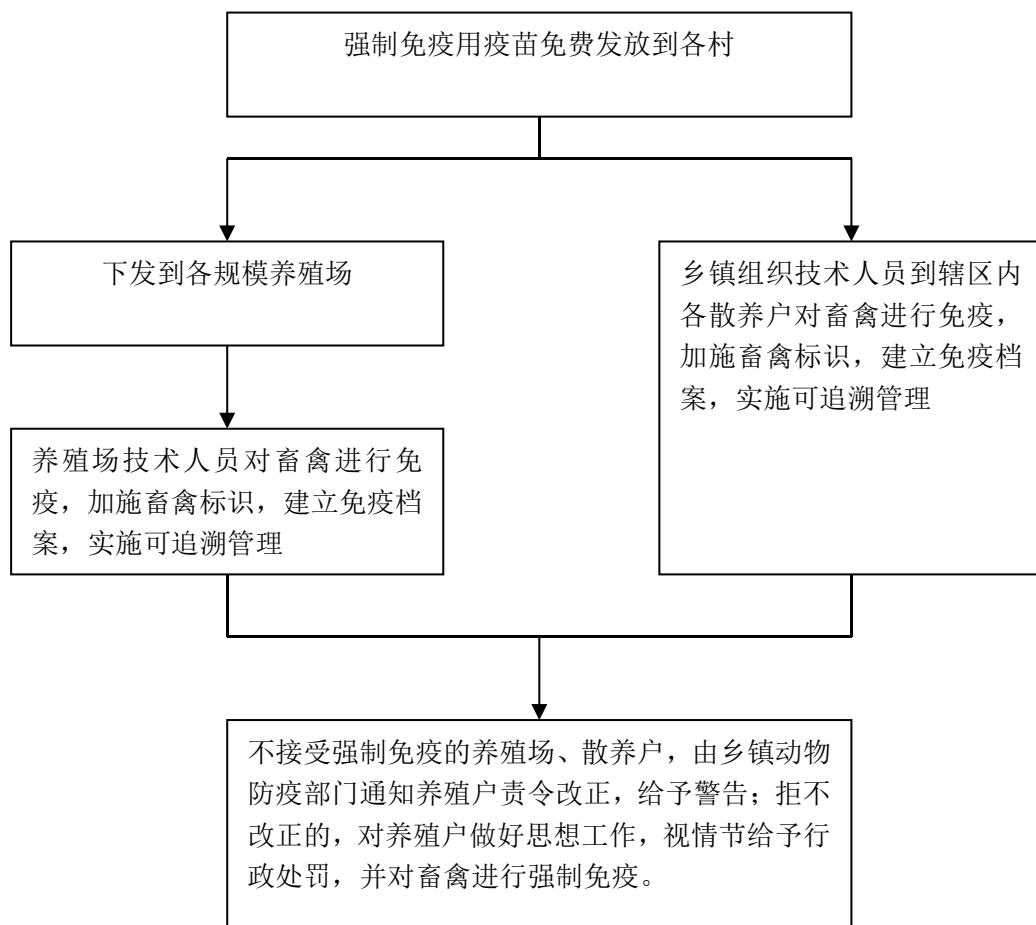 强制免疫用疫苗免费发放到各村
下发到各规模养殖场
养殖场技术人员对畜禽进行免
疫，加施畜禽标识，建立免疫档
案，实施可追溯管理
乡镇组织技术人员到辖区内
各散养户对畜禽进行免疫，
加施畜禽标识，建立免疫档
案，实施可追溯管理
不接受强制免疫的养殖场、散养户，由乡镇动物
防疫部门通知养殖户责令改正，给予警告；拒不
改正的，对养殖户做好思想工作，视情节给予行
政处罚，并对畜禽进行强制免疫。